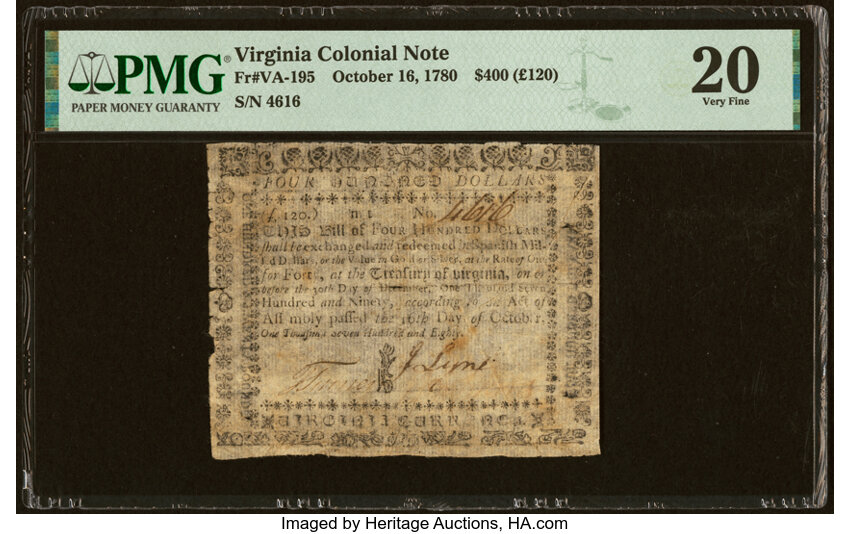 PMG®
PAPER MONEY GUARANTY
Virginia Colonial Note
Fr#VA-195 October 16, 1780 $400 (£120)
S/N 4616
20
Very Fine
FOUR HUNDRED DOLLARS
(£.120.) No. 4616
THIS Bill of FOUR HUNDRED DOLLARS
shall be exchanged and redeemed in Spanish Mil-
l'd Dollars, or the Value in Gold or Silver, at the Rate of One
for Forty, at the Treasury of Virginia, on or
before the 30th Day of December, One Thousand Seven
Hundred and Ninety, according to an Act of
Assembly passed the 16th Day of October,
One Thousand Seven Hundred and Eighty.
Turner J Lyne
VIRGINIA CURRENCY.
Imaged by Heritage Auctions, HA.com